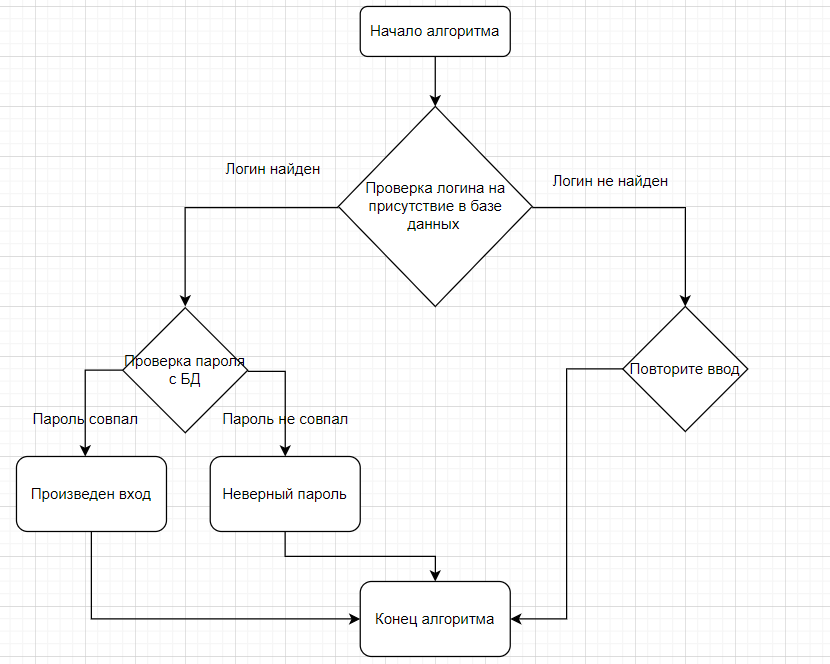 Начало алгоритма
Логин найден
Логин не найден
Проверка логина на
присутствие в базе
данных
Проверка пароля
с БД
Повторите ввод
Пароль совпал
Пароль не совпал
Произведен вход
Неверный пароль
Конец алгоритма